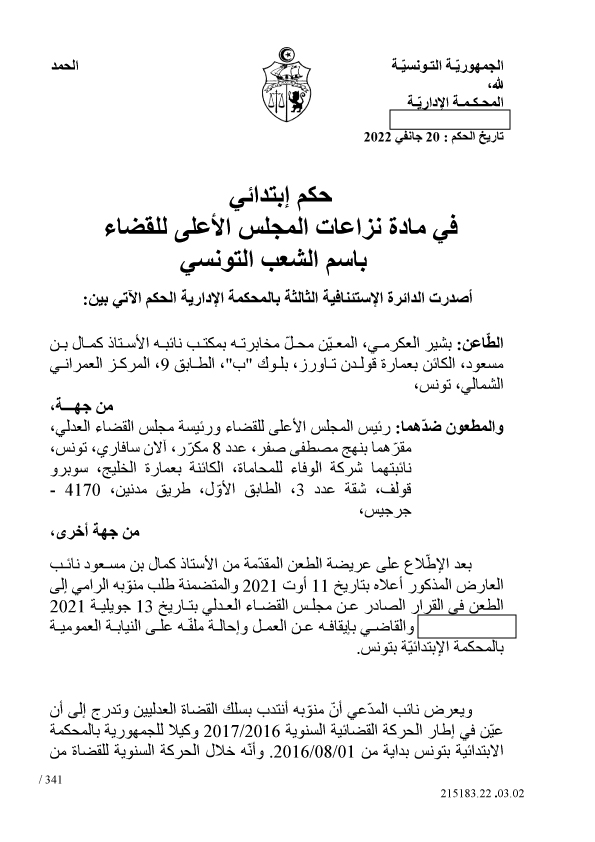 الجمهوريّة التونسيّة
الحمد
لله،
المحكمة الإداريّة
تاريخ الحكم : 20 جانفي 2022
حكم إبتدائي
في مادة نزاعات المجلس الأعلى للقضاء
باسم الشعب التونسي
أصدرت الدائرة الإستئنافية الثالثة بالمحكمة الإدارية الحكم الآتي بين:
الطّاعن: بشير العكرمي، المعيّن محلّ مخابرته بمكتب نائبه الأستاذ كمال بن
مسعود، الكائن بعمارة قولدن تاورز، بلوك "ب"، الطابق 9، المركز العمراني
الشمالي، تونس،
من جهـــة،
والمطعون ضدّهما: رئيس المجلس الأعلى للقضاء ورئيسة مجلس القضاء العدلي،
مقرّهما بنهج مصطفى صفر، عدد 8 مكرّر، ألان سافاري، تونس،
نائبتهما شركة الوفاء للمحاماة، الكائنة بعمارة الخليج، سوبرو
قولف، شقة عدد 3، الطابق الأوّل، طريق مدنين، 4170 -
جرجيس،
من جهة أخرى،
بعد الإطّلاع على عريضة الطعن المقدّمة من الأستاذ كمال بن مسعود نائب
العارض المذكور أعلاه بتاريخ 11 أوت 2021 والمتضمنة طلب منوّبه الرامي إلى
الطعن في القرار الصادر عن مجلس القضاء العدلي بتاريخ 13 جويلية 2021
والقاضي بإيقافه عن العمل وإحالة ملفّه على النيابة العمومية
بالمحكمة الإبتدائيّة بتونس.
ويعرض نائب المدّعي أنّ منوّبه أنتدب بسلك القضاة العدليين وتدرج إلى أن
عيّن في إطار الحركة القضائية السنوية 2017/2016 وكيلا للجمهورية بالمحكمة
الابتدائية بتونس بداية من 2016/08/01. وأنّه خلال الحركة السنوية للقضاة من
341 /
215183.22 .03.02